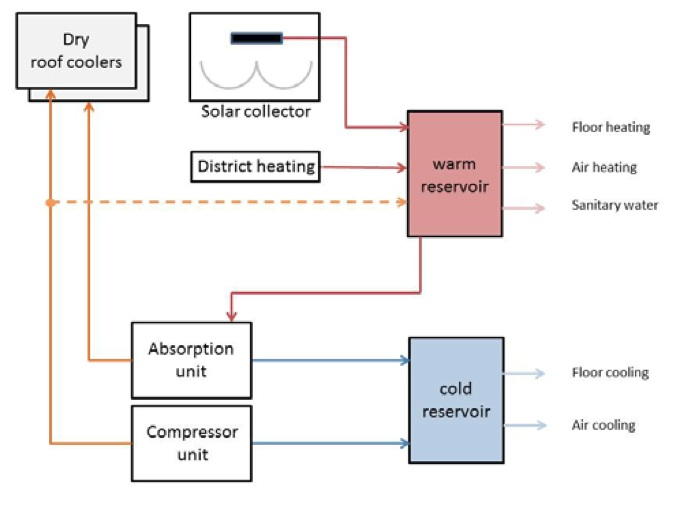 Dry
roof coolers
Solar collector
District heating
warm
reservoir
Floor heating
Air heating
Sanitary water
Absorption
unit
Compressor
unit
cold
reservoir
Floor cooling
Air cooling